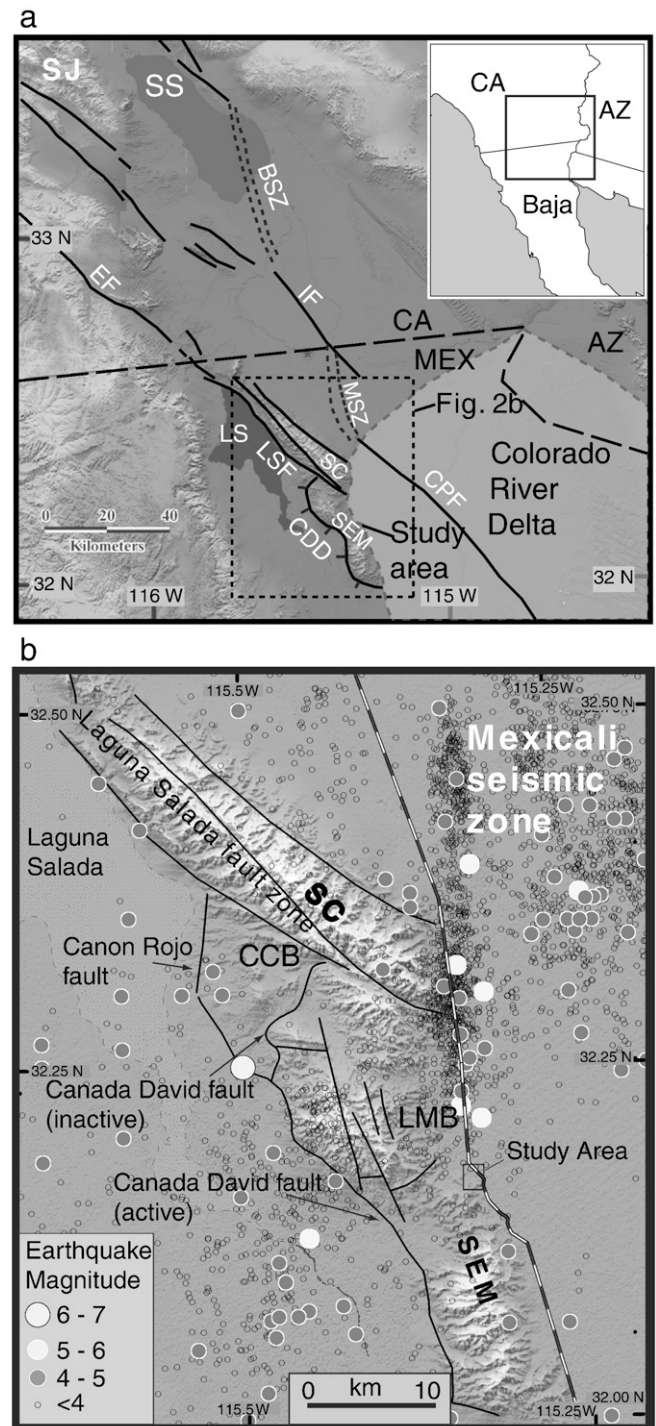 a
SJ
SS
CA
AZ
Baja
BSZ
33 N
EF
IF
CA
AZ
MEX
MSZ
Fig. 2b
LS
LSF
SC
CPF
Colorado
River
Delta
SEM
CDD
Study
area
0 20 40
Kilometers
32 N
32 N
116 W
115 W
b
115.5W
115.25W
32.50 N
32.50 N
Mexicali
seismic
zone
Laguna Salada fault zone
Laguna
Salada
SC
Canon Rojo
fault
CCB
32.25 N
32.25 N
Canada David fault
(inactive)
LMB
Study Area
Canada David fault
(active)
SEM
Earthquake
Magnitude
6 - 7
5 - 6
4 - 5
<4
km
0 10
115.5W
115.25W
32.00 N